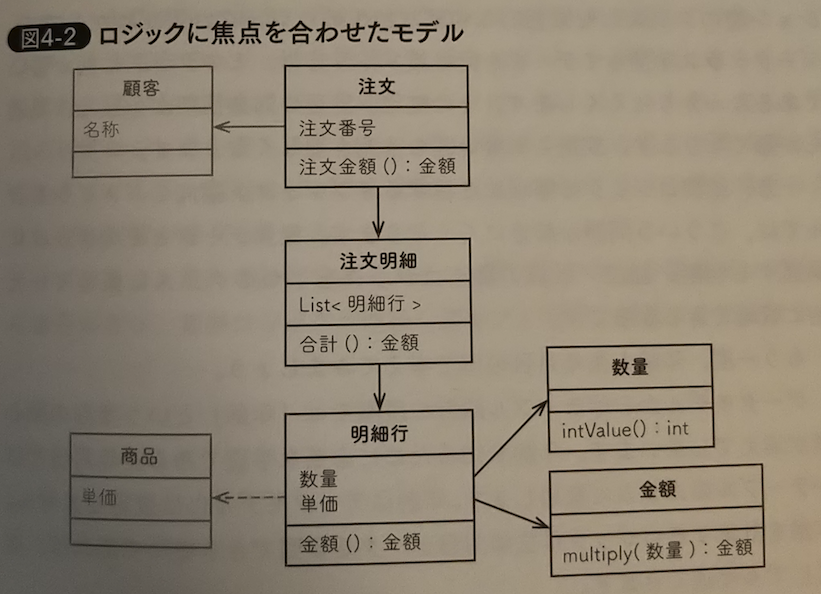 図4-2 ロジックに焦点を合わせたモデル
顧客
名称
注文
注文番号
注文金額():金額
注文明細
List<明細行>
合計():金額
明細行
数量
単価
金額():金額
商品
単価
数量
intValue():int
金額
multiply(数量):金額